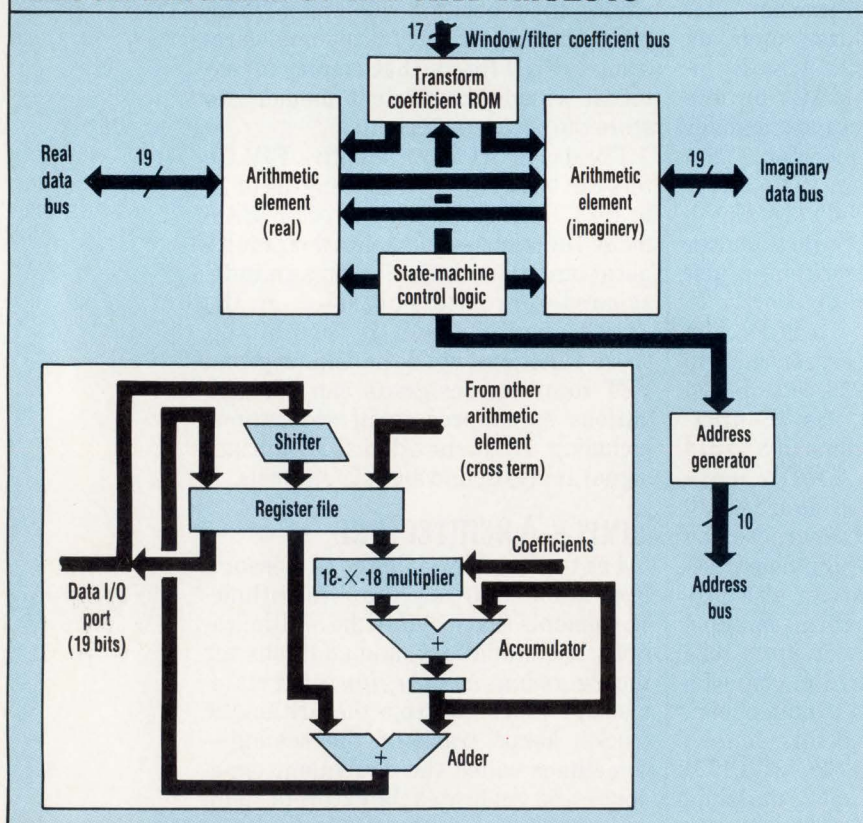 17
Window/filter coefficient bus
Transform
coefficient ROM
Real
data
bus
19
Arithmetic
element
(real)
Arithmetic
element
(imaginery)
19
Imaginary
data bus
State-machine
control logic
From other
arithmetic
element
(cross term)
Shifter
Register file
Address
generator
10
Address
bus
Data I/O
port
(19 bits)
18-X-18 multiplier
Coefficients
+
Accumulator
+
Adder